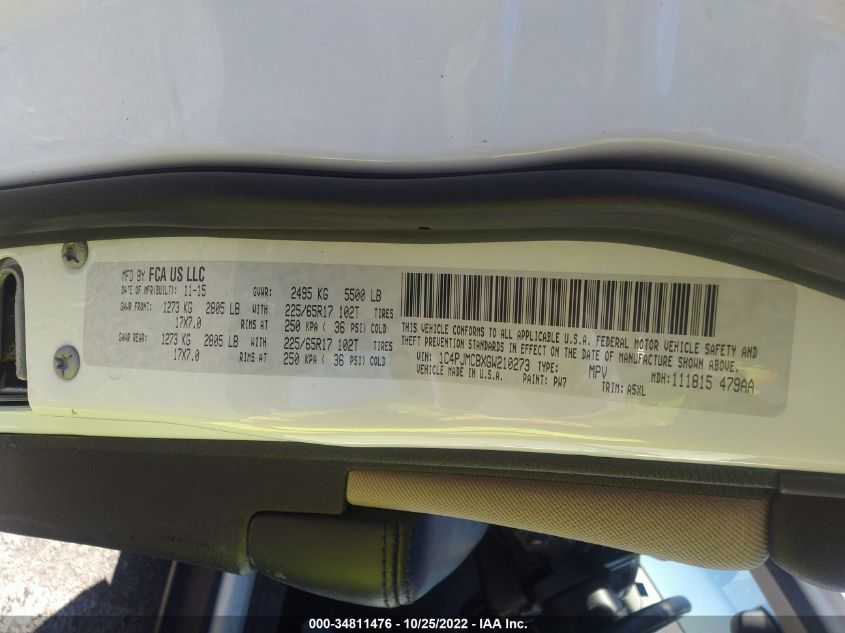 MFD BY FCA US LLC
DATE OF MFR(BUILT): 11-15 GVWR: 2495 KG 5500 LB
GAWR FRONT: 1273 KG 2805 LB WITH 225/65R17 102T TIRES
17X7.0 RIMS AT 250 KPA ( 36 PSI) COLD
GAWR REAR: 1273 KG 2805 LB WITH 225/65R17 102T TIRES
17X7.0 RIMS AT 250 KPA ( 36 PSI) COLD
THIS VEHICLE CONFORMS TO ALL APPLICABLE U.S.A. FEDERAL MOTOR VEHICLE SAFETY AND
THEFT PREVENTION STANDARDS IN EFFECT ON THE DATE OF MANUFACTURE SHOWN ABOVE.
VIN: 1C4PJMCBXGW210273 TYPE: MPV MDH: 111815 479AA
VEHICLE MADE IN U.S.A. PAINT: PW7 TRIM: A5XL
000-34811476 - 10/25/2022 - IAA Inc.